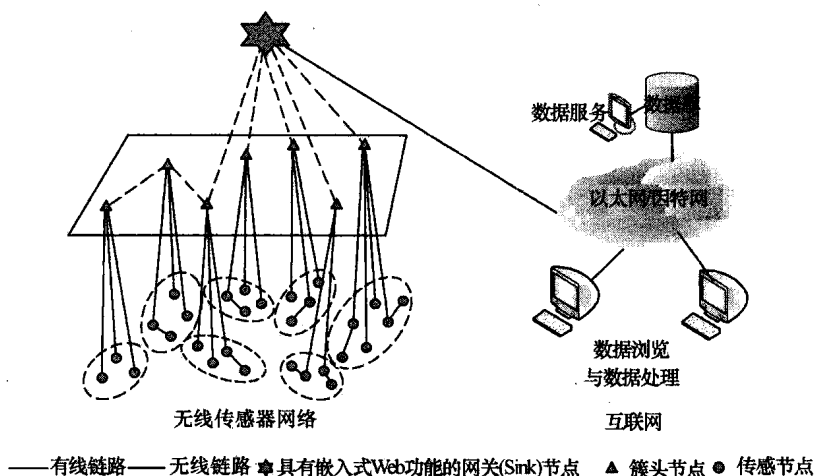 数据服务
数据库
以太网/因特网
数据浏览
与数据处理
无线传感器网络
互联网
有线链路 无线链路 具有嵌入式Web功能的网关(Sink)节点 簇头节点 传感节点